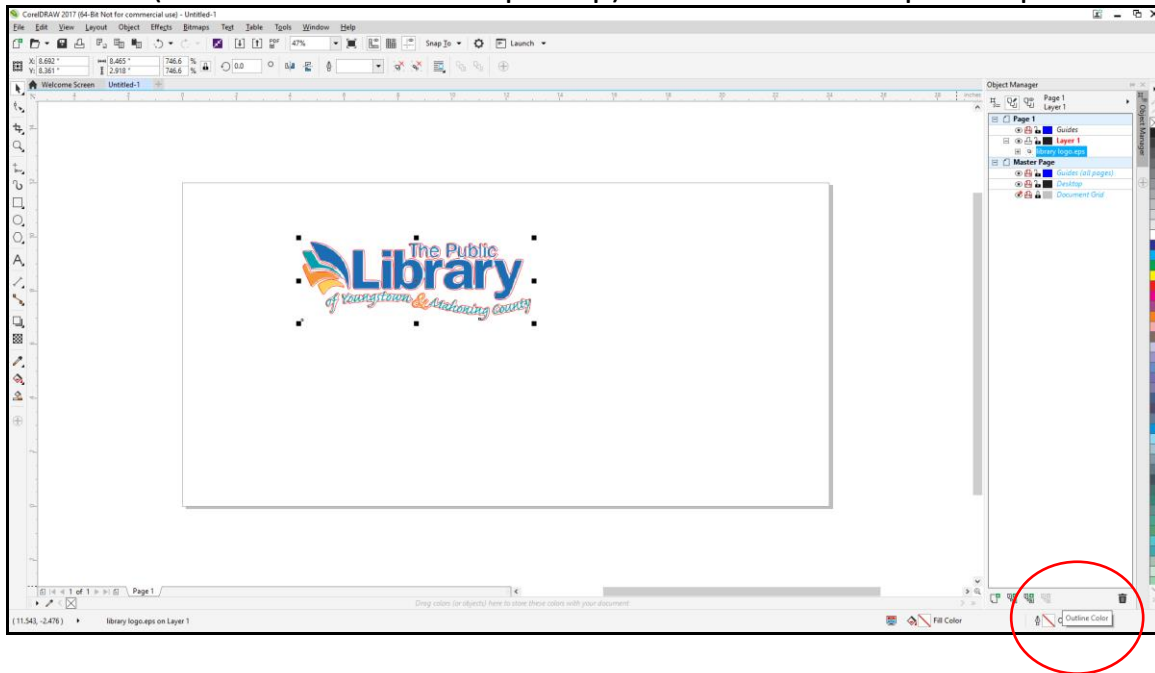 CorelDRAW 2017 (64-Bit Not for commercial use) - Untitled-1
File Edit View Layout Object Effects Bitmaps Text Table Tools Window Help
PDF 47% Snap To Launch
X: 8.692 " 8.465 " 746.6 %
Y: 8.361 " 2.918 " 746.6 % 0.0
Welcome Screen Untitled-1
inches
Object Manager
Page 1
Layer 1
Page 1
Guides
Layer 1
library logo.eps
Master Page
Guides (all pages)
Desktop
Document Grid
Object Manager
The Public
Library
of Youngstown & Mahoning County
1 of 1 Page 1
Drag colors (or objects) here to store these colors with your document
(11.543, -2.476) library logo.eps on Layer 1 Fill Color Outline Color